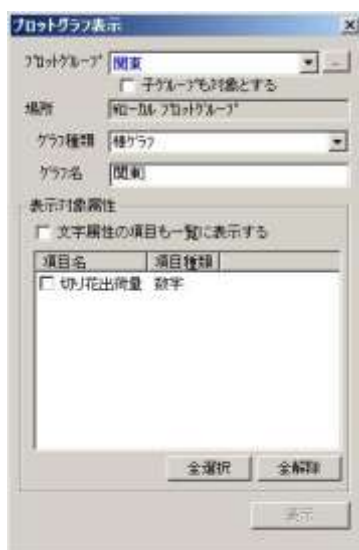 プロットグラフ表示
プロットグループ 関東
子グループも対象とする
場所 ¥ローカル プロットグループ
グラフ種類 棒グラフ
グラフ名 関東
表示対象属性
文字属性の項目も一覧に表示する
項目名 項目種類
切り花出荷量 数字
全選択 全解除
表示